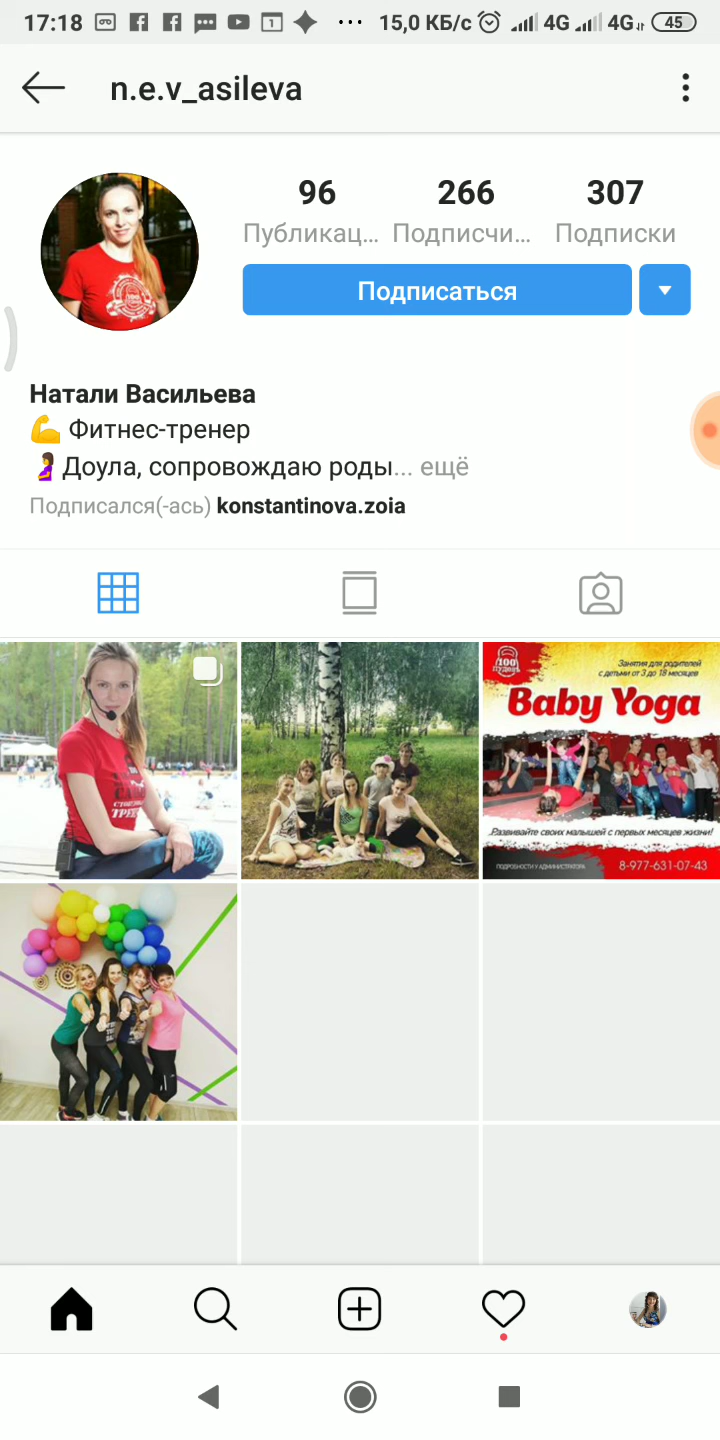 17:18 ··· 15,0 КБ/с 4G 4G 45
n.e.v_asileva
96 266 307
Публикац... Подписчи... Подписки
Подписаться
Натали Васильева
💪 Фитнес-тренер
🤰Доула, сопровождаю роды... ещё
Подписался(-ась) konstantinova.zoia
100
ПУДОВ
Занятия для родителей
с детьми от 3 до 18 месяцев
Baby Yoga
Развивайте своих малышей с первых месяцев жизни!
ПОДРОБНОСТИ У АДМИНИСТРАТОРА 8-977-631-07-43